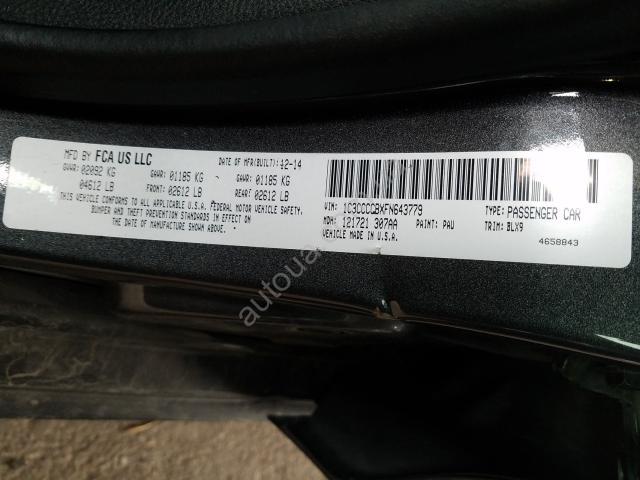 MFD BY FCA US LLC DATE OF MFR(BUILT): 12-14
GVWR: 02092 KG GAWR: 01185 KG GAWR: 01185 KG
04612 LB FRONT: 02612 LB REAR: 02612 LB
THIS VEHICLE CONFORMS TO ALL APPLICABLE U.S.A. FEDERAL MOTOR VEHICLE SAFETY,
BUMPER AND THEFT PREVENTION STANDARDS IN EFFECT ON
THE DATE OF MANUFACTURE SHOWN ABOVE.
VIN: 1C3CCCCBXFN643779 TYPE: PASSENGER CAR
MDH: 121721 307AA PAINT: PAU TRIM: BLX9
VEHICLE MADE IN U.S.A. 4658843